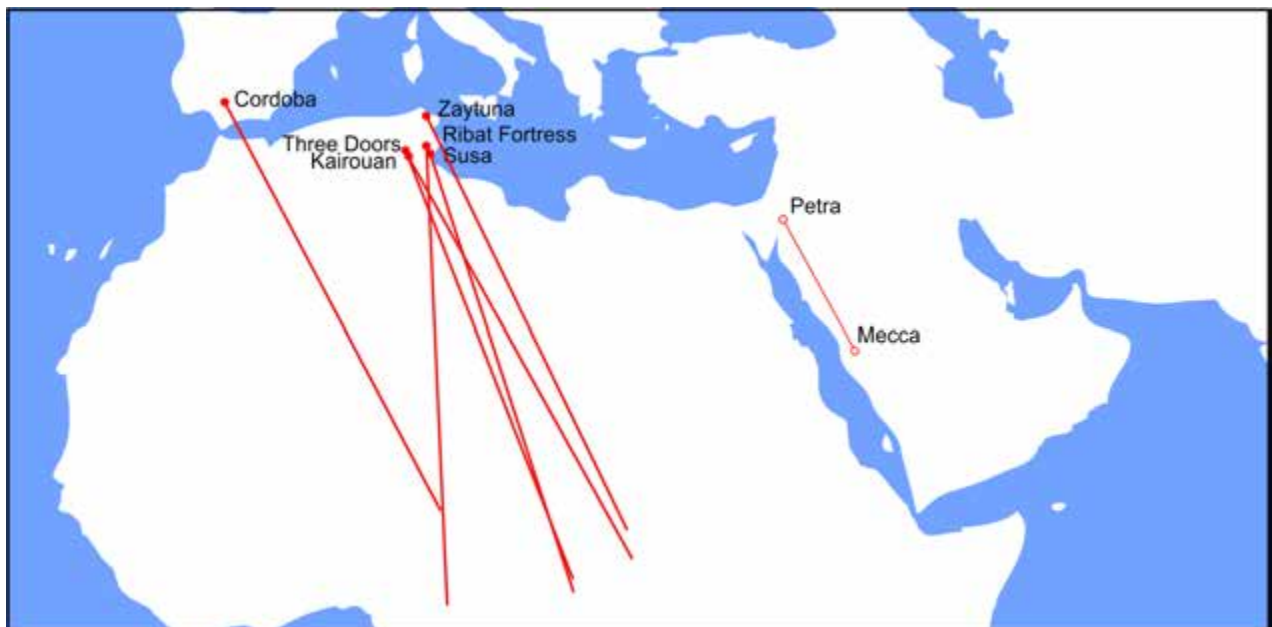 Cordoba
Zaytuna
Ribat Fortress
Three Doors
Susa
Kairouan
Petra
Mecca